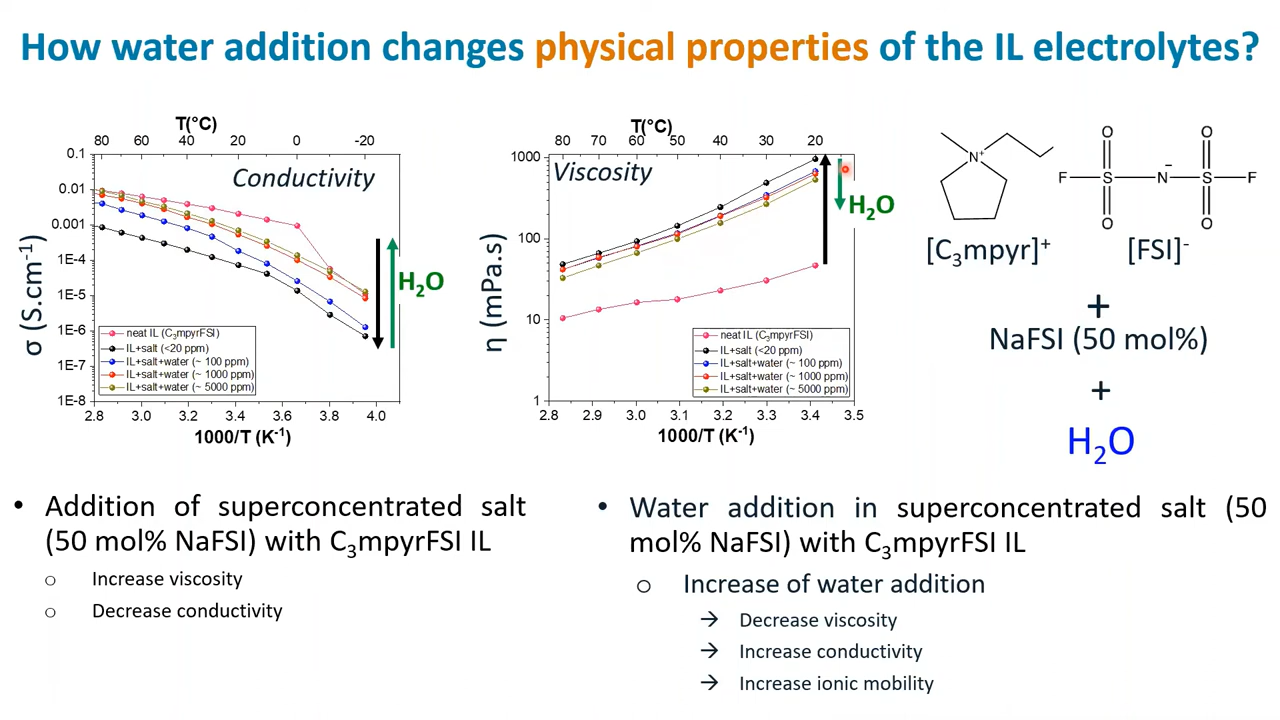 How water addition changes physical properties of the IL electrolytes?
T(°C)
80 60 40 20 0 -20
0.1
0.01
0.001
1E-4
1E-5
1E-6
1E-7
1E-8
σ (S.cm⁻¹)
Conductivity
H₂O
neat IL (C₃mpyrFSI)
IL+salt (<20 ppm)
IL+salt+water (~ 100 ppm)
IL+salt+water (~ 1000 ppm)
IL+salt+water (~ 5000 ppm)
2.8 3.0 3.2 3.4 3.6 3.8 4.0
1000/T (K⁻¹)
T(°C)
80 70 60 50 40 30 20
1000
100
10
1
η (mPa.s)
Viscosity
H₂O
neat IL (C₃mpyrFSI)
IL+salt (<20 ppm)
IL+salt+water (~ 100 ppm)
IL+salt+water (~ 1000 ppm)
IL+salt+water (~ 5000 ppm)
2.8 2.9 3.0 3.1 3.2 3.3 3.4 3.5
1000/T (K⁻¹)
N⁺
O O
F S N⁻ S F
O O
[C₃mpyr]⁺ [FSI]⁻
+
NaFSI (50 mol%)
+
H₂O
• Addition of superconcentrated salt
(50 mol% NaFSI) with C₃mpyrFSI IL
o Increase viscosity
o Decrease conductivity
• Water addition in superconcentrated salt (50
mol% NaFSI) with C₃mpyrFSI IL
o Increase of water addition
→ Decrease viscosity
→ Increase conductivity
→ Increase ionic mobility